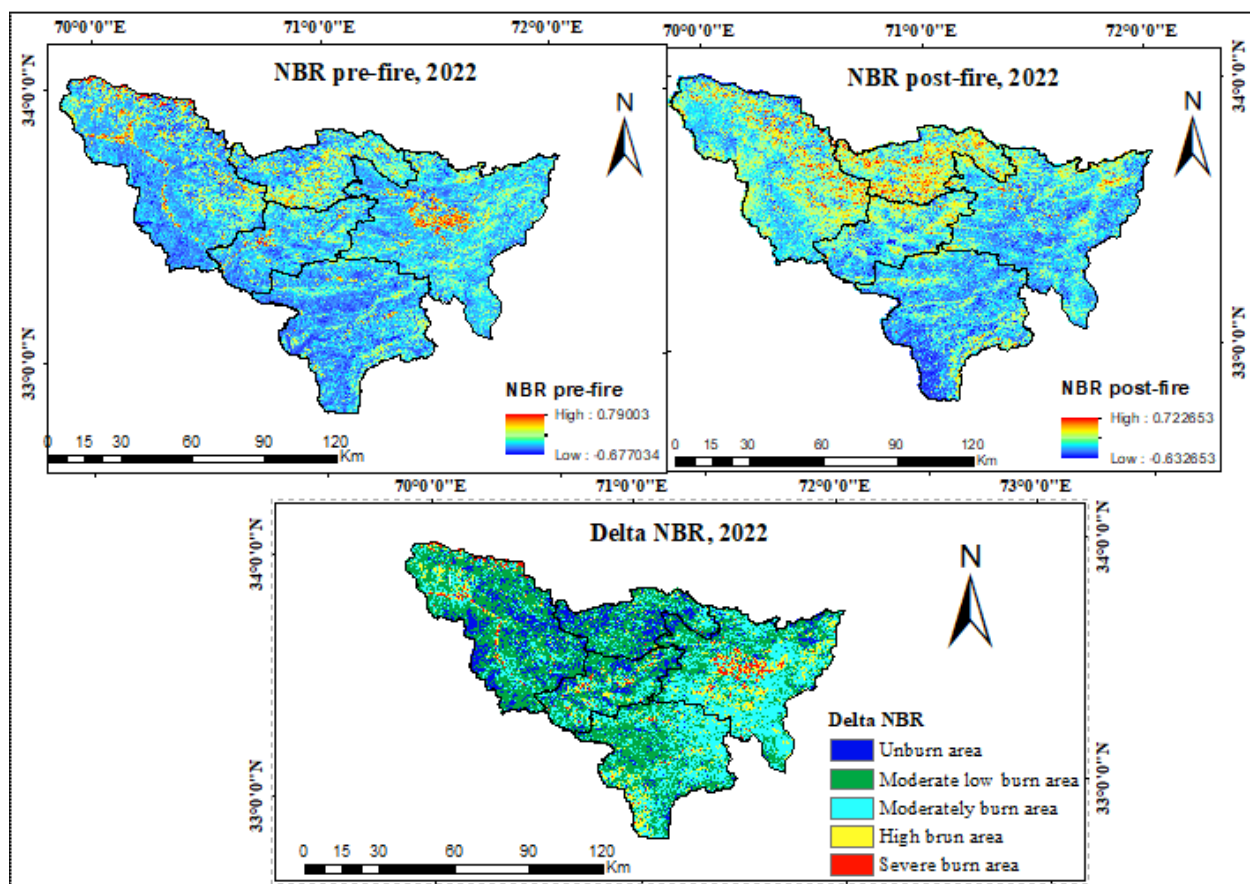 70°0'0"E 71°0'0"E 72°0'0"E
NBR pre-fire, 2022
N
34°0'0"N
33°0'0"N
NBR pre-fire
High : 0.79003
Low : -0.677034
0 15 30 60 90 120
Km
70°0'0"E 71°0'0"E 72°0'0"E
NBR post-fire, 2022
N
34°0'0"N
33°0'0"N
NBR post-fire
High : 0.722653
Low : -0.632653
0 15 30 60 90 120
Km
70°0'0"E 71°0'0"E 72°0'0"E 73°0'0"E
Delta NBR, 2022
N
34°0'0"N
34°0'0"N
33°0'0"N
33°0'0"N
Delta NBR
Unburn area
Moderate low burn area
Moderately burn area
High brun area
Severe burn area
0 15 30 60 90 120
Km